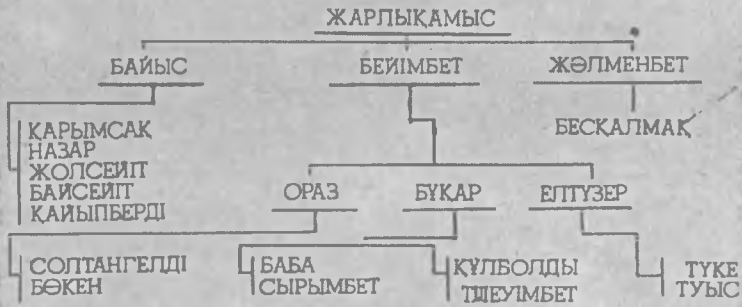 ЖАРЛЫҚАМЫС
БАЙЫС БЕЙІМБЕТ ЖӘЛМЕНБЕТ
ҚАРЫМСАҚ
НАЗАР
ЖОЛСЕЙІТ
БАЙСЕЙІТ
ҚАЙЫПБЕРДІ
БЕСҚАЛМАҚ
ОРАЗ БҰҚАР ЕЛТҮЗЕР
СОЛТАНГЕЛДІ
БӨКЕН
БАБА
СЫРЫМБЕТ
ҚҰЛБОЛДЫ
ТІЛЕУІМБЕТ
ТҮКЕ
ТУЫС